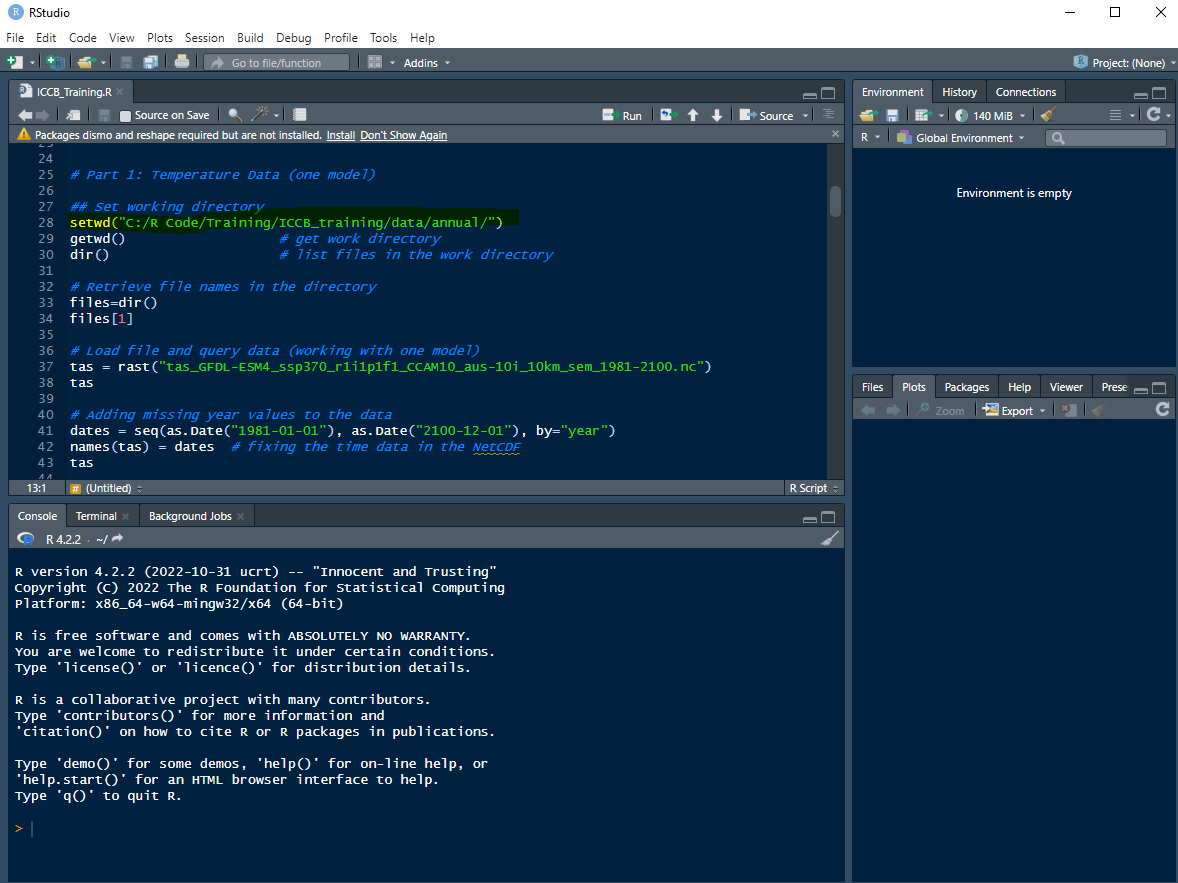 RStudio
File Edit Code View Plots Session Build Debug Profile Tools Help
Go to file/function Addins Project: (None)
ICCB_Training.R
Source on Save Run Source
Packages dismo and reshape required but are not installed. Install Don't Show Again
23
24
25 # Part 1: Temperature Data (one model)
26
27 ## Set working directory
28 setwd("C:/R Code/Training/ICCB_training/data/annual/")
29 getwd() # get work directory
30 dir() # list files in the work directory
31
32 # Retrieve file names in the directory
33 files=dir()
34 files[1]
35
36 # Load file and query data (working with one model)
37 tas = rast("tas_GFDL-ESM4_ssp370_r1i1p1f1_CCAM10_aus-10i_10km_sem_1981-2100.nc")
38 tas
39
40 # Adding missing year values to the data
41 dates = seq(as.Date("1981-01-01"), as.Date("2100-12-01"), by="year")
42 names(tas) = dates # fixing the time data in the NetCDF
43 tas
44
13:1 # (Untitled) R Script
Console Terminal Background Jobs
R 4.2.2 · ~/
R version 4.2.2 (2022-10-31 ucrt) -- "Innocent and Trusting"
Copyright (C) 2022 The R Foundation for Statistical Computing
Platform: x86_64-w64-mingw32/x64 (64-bit)
R is free software and comes with ABSOLUTELY NO WARRANTY.
You are welcome to redistribute it under certain conditions.
Type 'license()' or 'licence()' for distribution details.
R is a collaborative project with many contributors.
Type 'contributors()' for more information and
'citation()' on how to cite R or R packages in publications.
Type 'demo()' for some demos, 'help()' for on-line help, or
'help.start()' for an HTML browser interface to help.
Type 'q()' to quit R.
>
Environment History Connections
140 MiB
R Global Environment
Environment is empty
Files Plots Packages Help Viewer Prese
Zoom Export